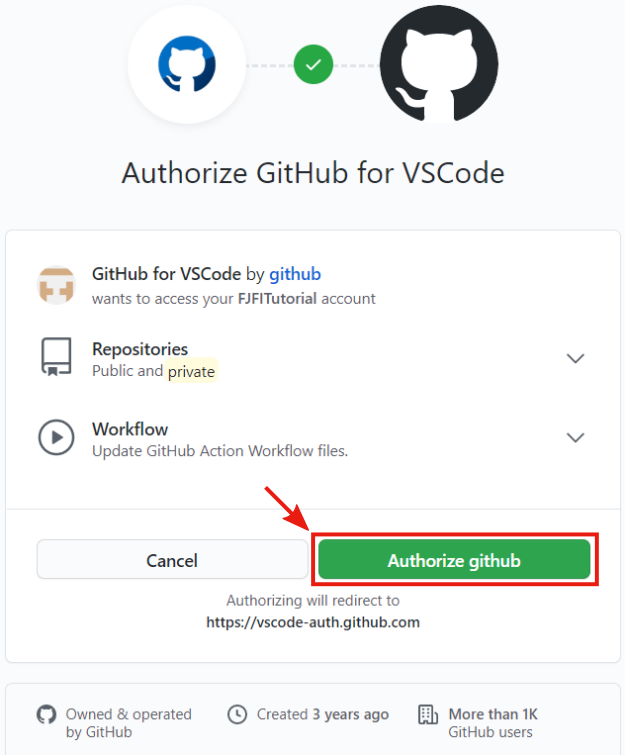 Authorize GitHub for VSCode
GitHub for VSCode by github
wants to access your FJFITutorial account
Repositories
Public and private
Workflow
Update GitHub Action Workflow files.
Cancel
Authorize github
Authorizing will redirect to
https://vscode-auth.github.com
Owned & operated
by GitHub
Created 3 years ago
More than 1K
GitHub users